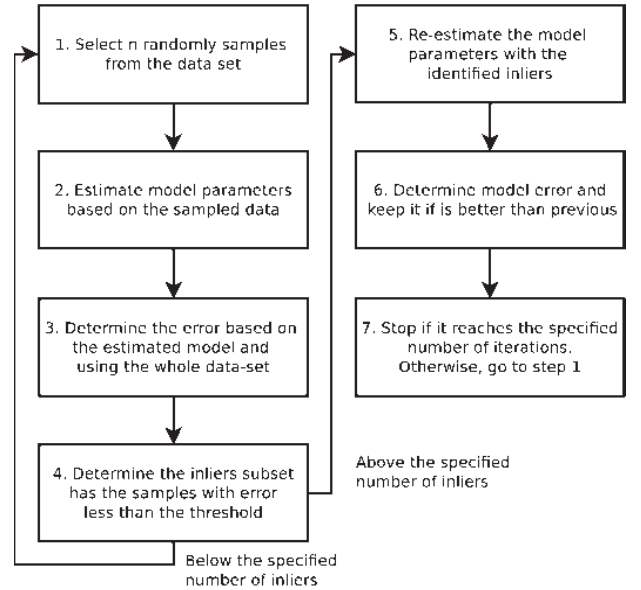 1. Select n randomly samples
from the data set
2. Estimate model parameters
based on the sampled data
3. Determine the error based on
the estimated model and
using the whole data-set
4. Determine the inliers subset
has the samples with error
less than the threshold
Below the specified
number of inliers
Above the specified
number of inliers
5. Re-estimate the model
parameters with the
identified inliers
6. Determine model error and
keep it if is better than previous
7. Stop if it reaches the specified
number of iterations.
Otherwise, go to step 1